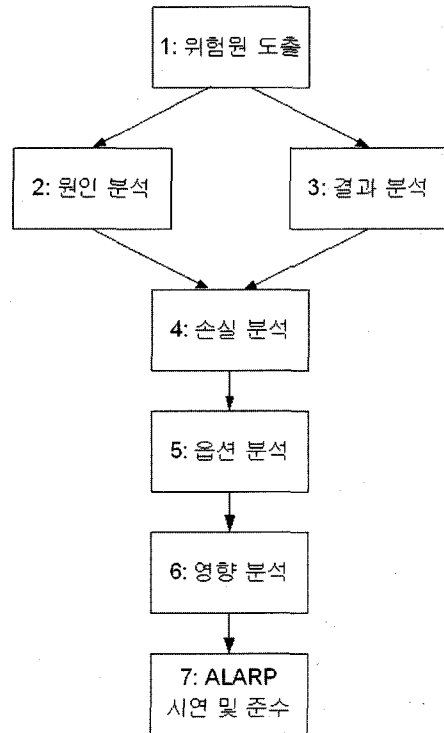 1: 위험원 도출
2: 원인 분석
3: 결과 분석
4: 손실 분석
5: 옵션 분석
6: 영향 분석
7: ALARP
시연 및 준수